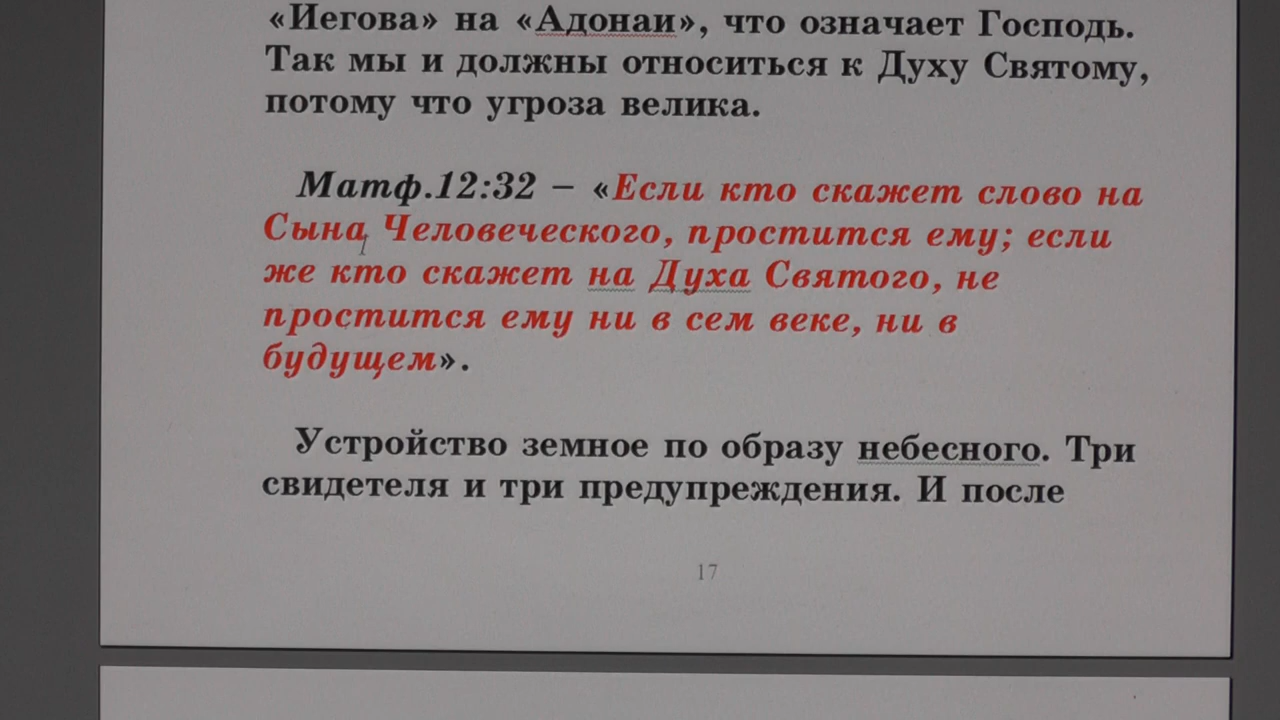 «Иегова» на «Адонаи», что означает Господь.
Так мы и должны относиться к Духу Святому,
потому что угроза велика.
Матф.12:32 – «Если кто скажет слово на
Сына Человеческого, простится ему; если
же кто скажет на Духа Святого, не
простится ему ни в сем веке, ни в
будущем».
Устройство земное по образу небесного. Три
свидетеля и три предупреждения. И после
17